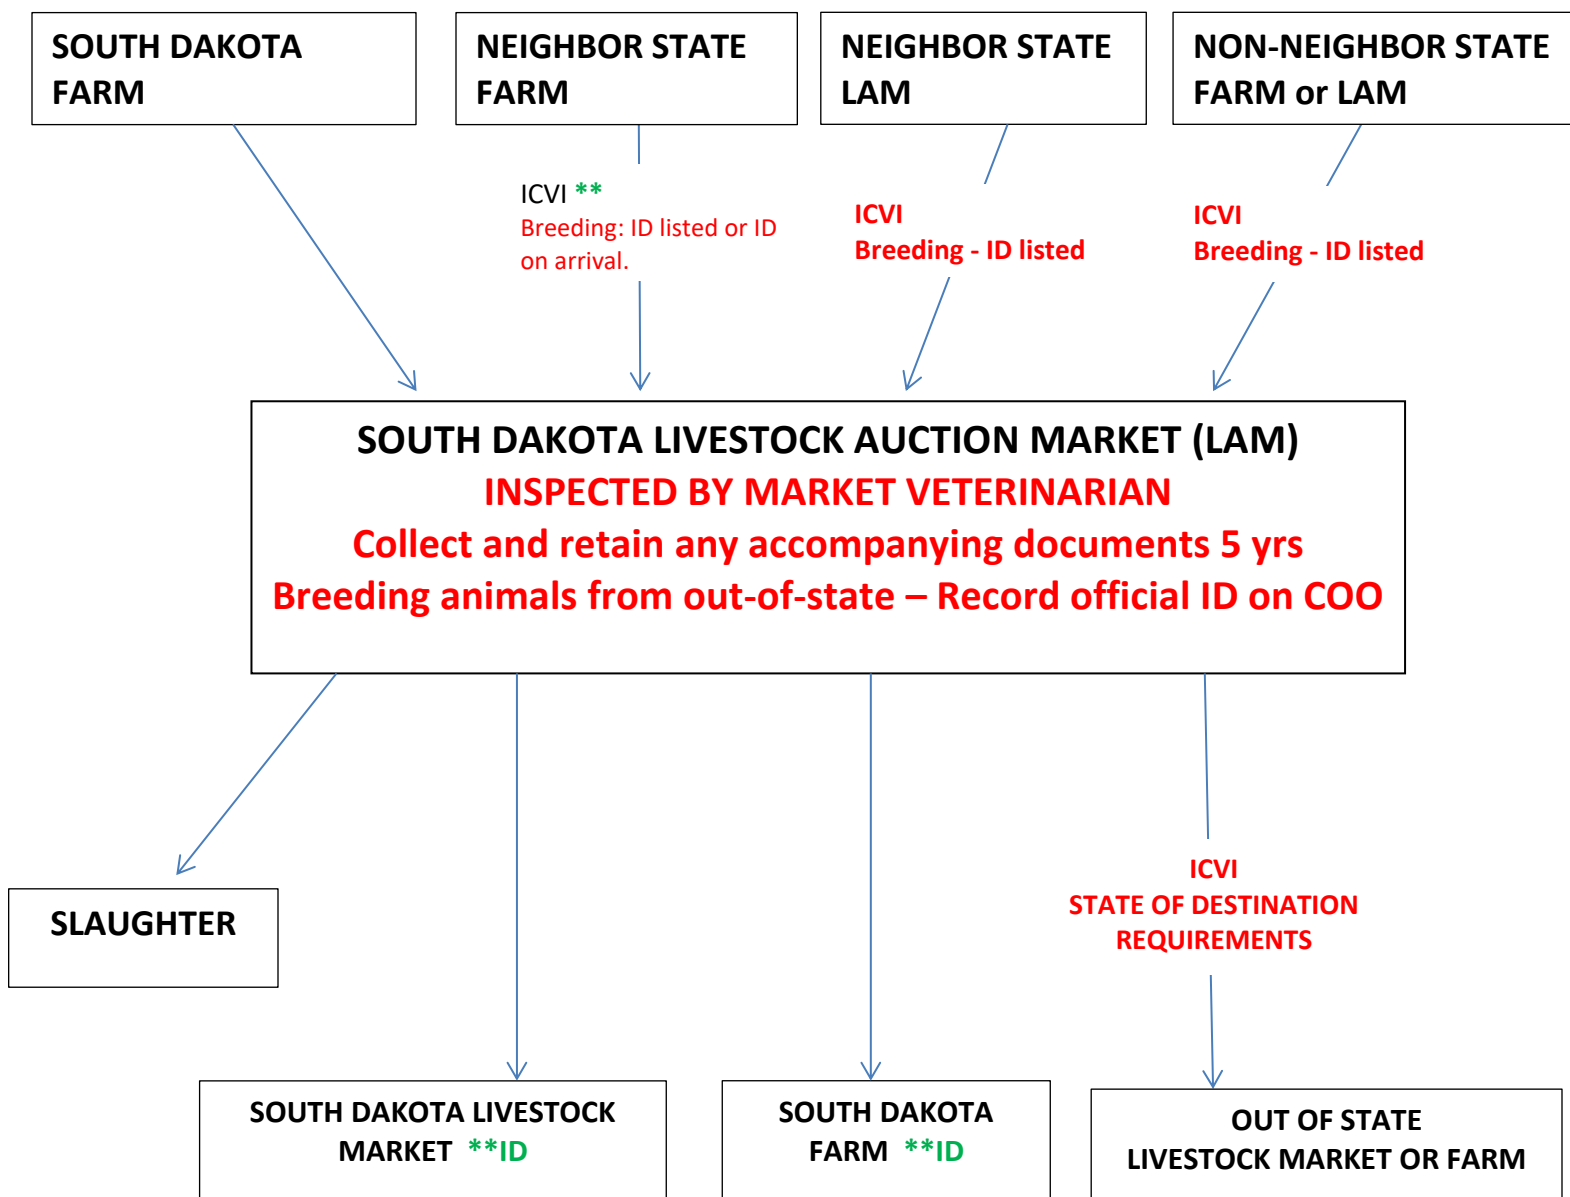 SOUTH DAKOTA
FARM
NEIGHBOR STATE
FARM
NEIGHBOR STATE
LAM
NON-NEIGHBOR STATE
FARM or LAM
ICVI **
Breeding: ID listed or ID
on arrival.
ICVI
Breeding - ID listed
ICVI
Breeding - ID listed
SOUTH DAKOTA LIVESTOCK AUCTION MARKET (LAM)
INSPECTED BY MARKET VETERINARIAN
Collect and retain any accompanying documents 5 yrs
Breeding animals from out-of-state – Record official ID on COO
SLAUGHTER
ICVI
STATE OF DESTINATION
REQUIREMENTS
SOUTH DAKOTA LIVESTOCK
MARKET **ID
SOUTH DAKOTA
FARM **ID
OUT OF STATE
LIVESTOCK MARKET OR FARM